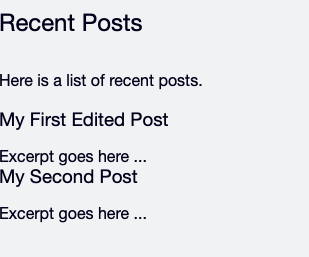 Recent Posts
Here is a list of recent posts.
My First Edited Post
Excerpt goes here ...
My Second Post
Excerpt goes here ...